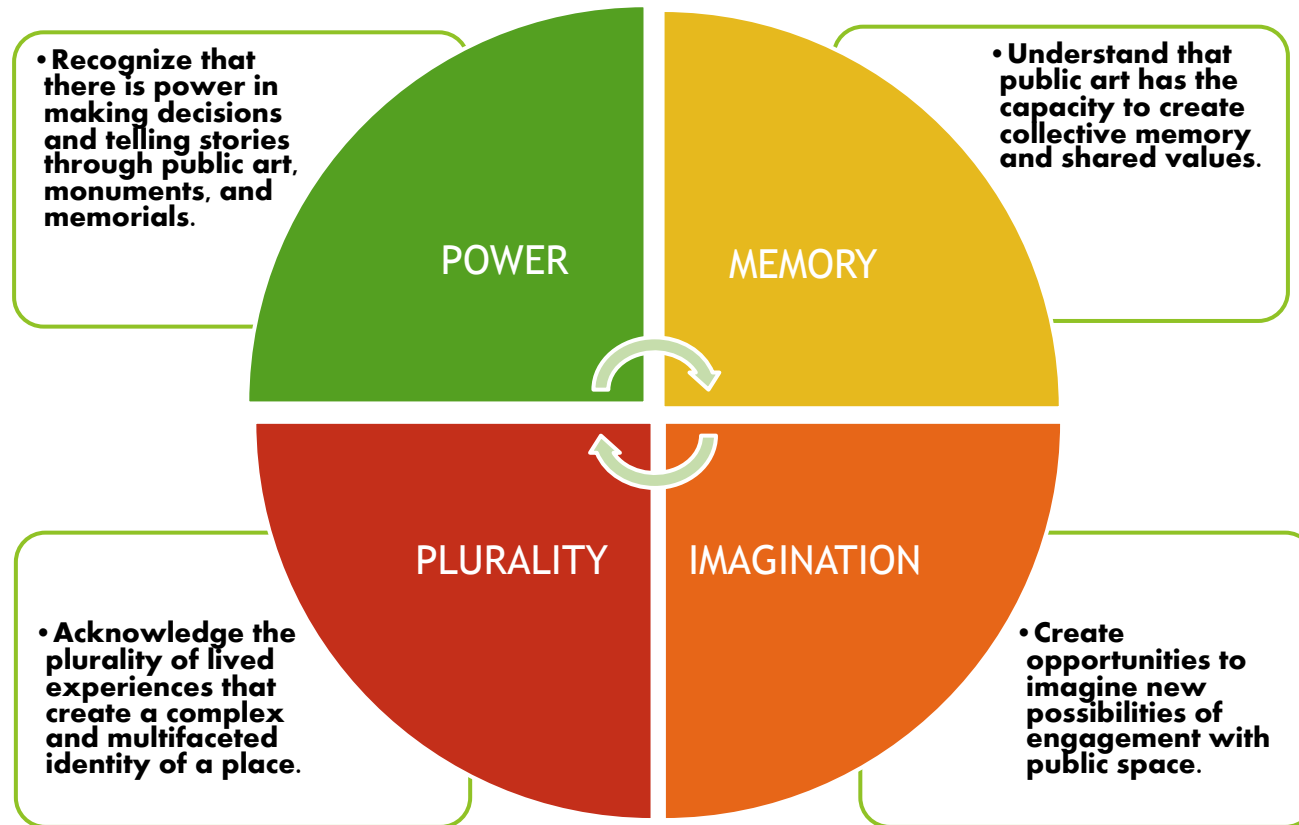 • Recognize that
there is power in
making decisions
and telling stories
through public art,
monuments, and
memorials.
POWER
MEMORY
• Understand that
public art has the
capacity to create
collective memory
and shared values.
PLURALITY
IMAGINATION
• Acknowledge the
plurality of lived
experiences that
create a complex
and multifaceted
identity of a place.
• Create
opportunities to
imagine new
possibilities of
engagement with
public space.